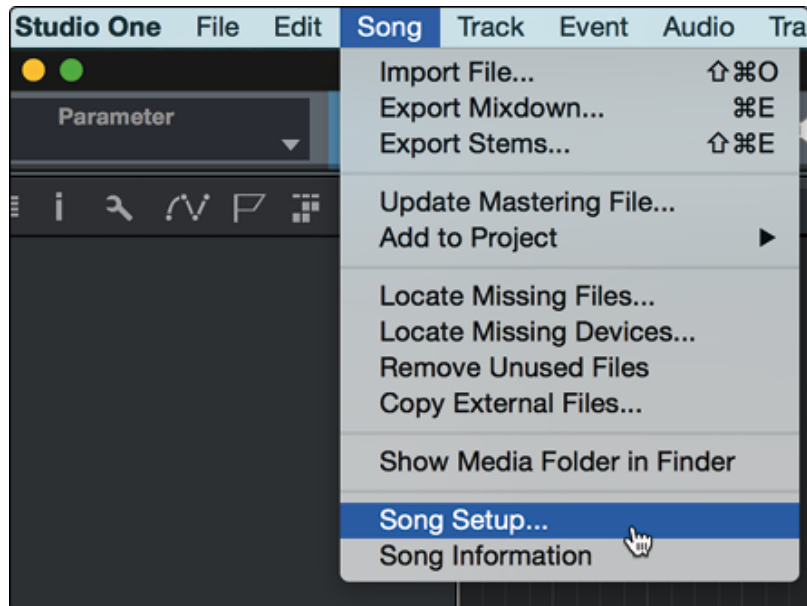 Studio One File Edit Song Track Event Audio Tra
Parameter
Import File... ⇧⌘O
Export Mixdown... ⌘E
Export Stems... ⇧⌘E
Update Mastering File...
Add to Project
Locate Missing Files...
Locate Missing Devices...
Remove Unused Files
Copy External Files...
Show Media Folder in Finder
Song Setup...
Song Information